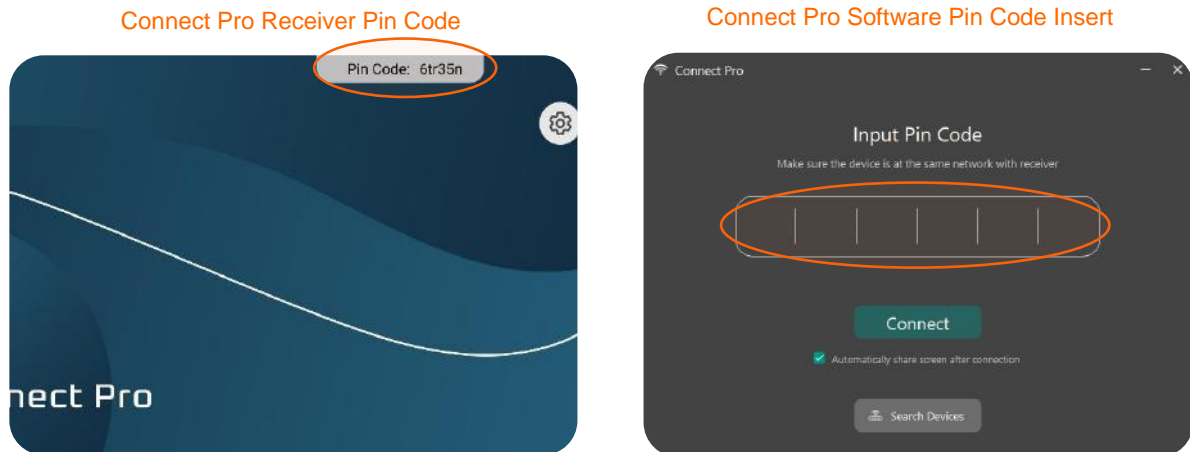 Connect Pro Receiver Pin Code
Pin Code: 6tr35n
nect Pro
Connect Pro Software Pin Code Insert
Connect Pro
Input Pin Code
Make sure the device is at the same network with receiver
Connect
Automatically share screen after connection
Search Devices